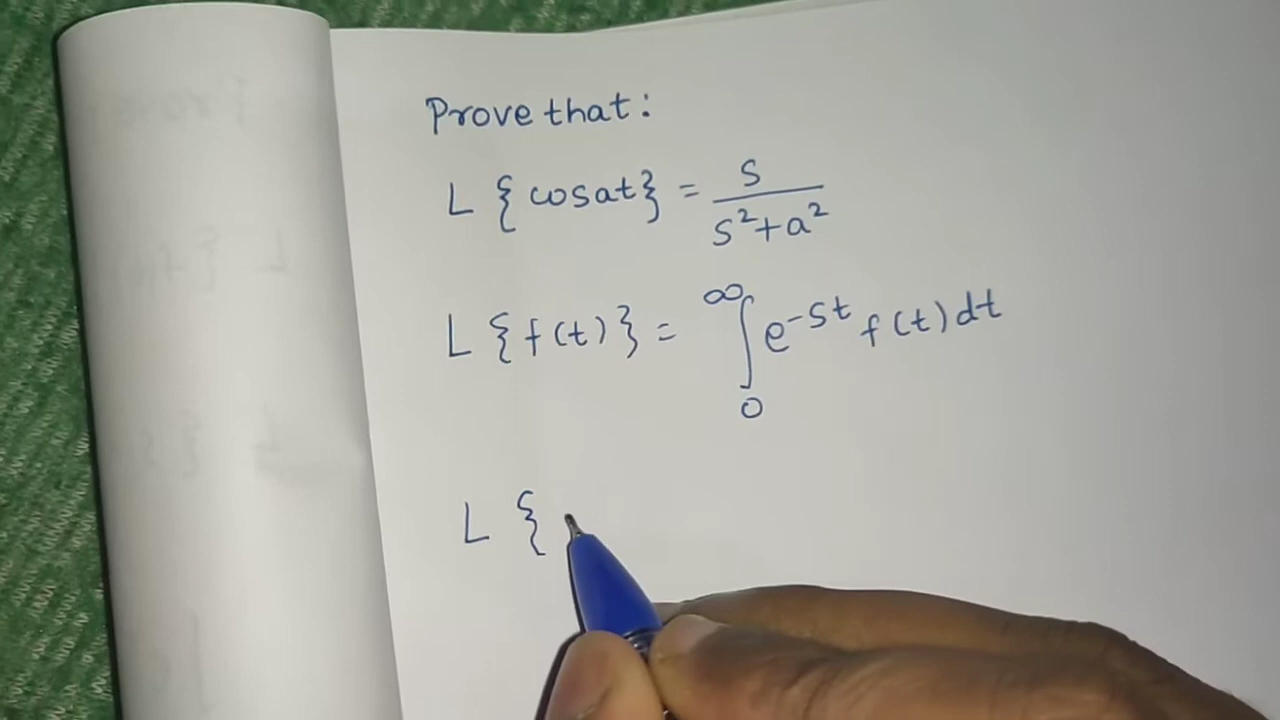 Prove that:
L {cosat} = s / s²+a²
L {f(t)} = ∞∫0 e^-st f(t) dt
L {